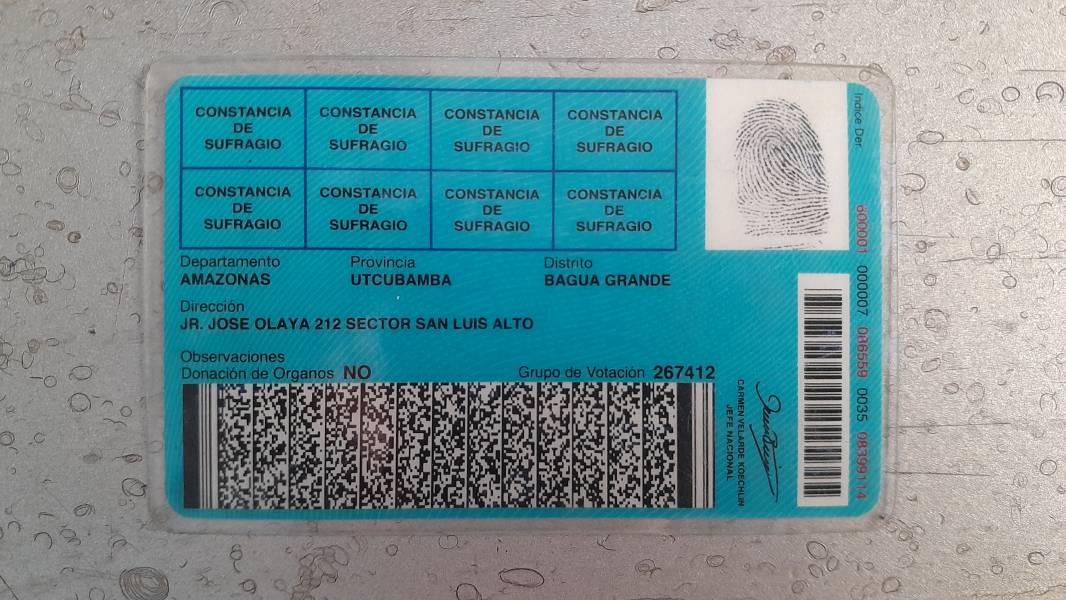 CONSTANCIA DE SUFRAGIO
CONSTANCIA DE SUFRAGIO
CONSTANCIA DE SUFRAGIO
CONSTANCIA DE SUFRAGIO
CONSTANCIA DE SUFRAGIO
CONSTANCIA DE SUFRAGIO
CONSTANCIA DE SUFRAGIO
CONSTANCIA DE SUFRAGIO
Departamento Provincia Distrito
AMAZONAS UTCUBAMBA BAGUA GRANDE
Dirección
JR. JOSE OLAYA 212 SECTOR SAN LUIS ALTO
Observaciones
Donación de Organos NO Grupo de Votación 267412
CARMEN VELARDE KOECHLIN
JEFE NACIONAL
Indice Der.
600001 000007 086559 0035 08399114